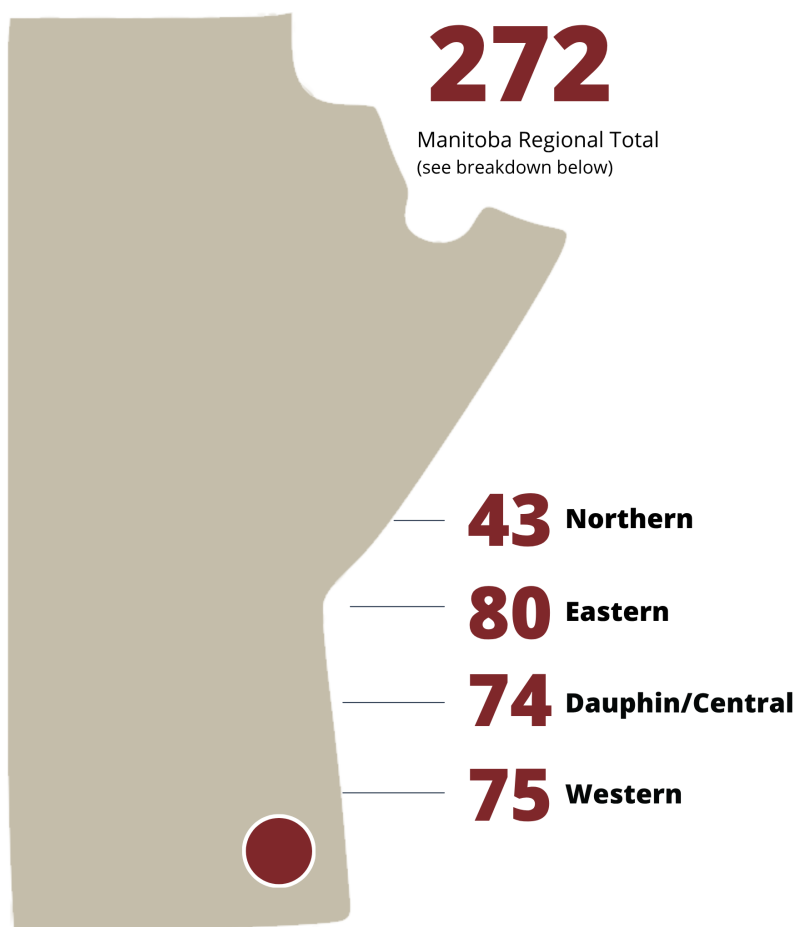 272
Manitoba Regional Total
(see breakdown below)
43 Northern
80 Eastern
74 Dauphin/Central
75 Western